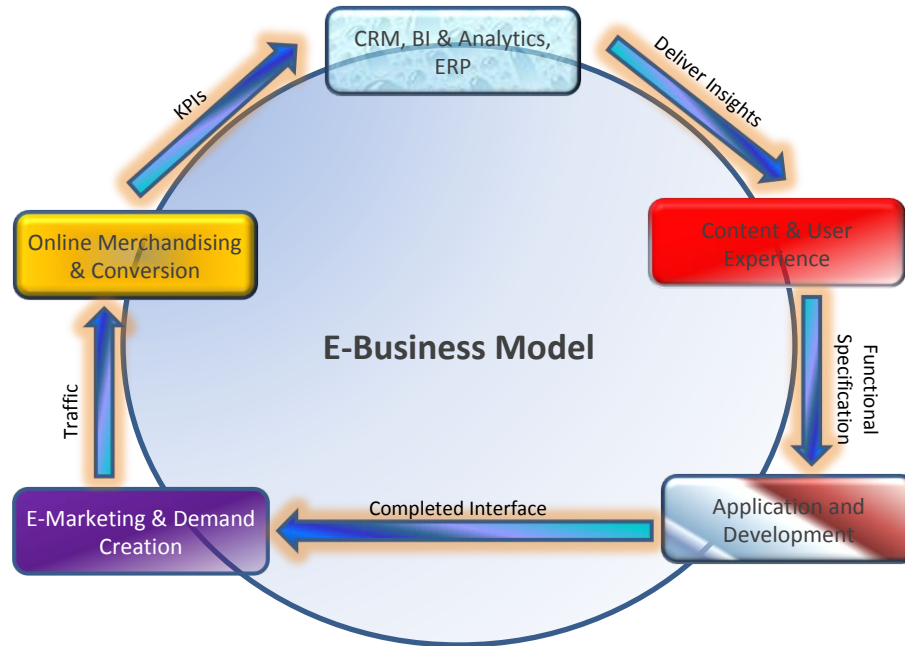 CRM, BI & Analytics,
ERP
Deliver Insights
Content & User
Experience
Functional
Specification
Application and
Development
Completed Interface
E-Marketing & Demand
Creation
Traffic
Online Merchandising
& Conversion
KPIs
E-Business Model